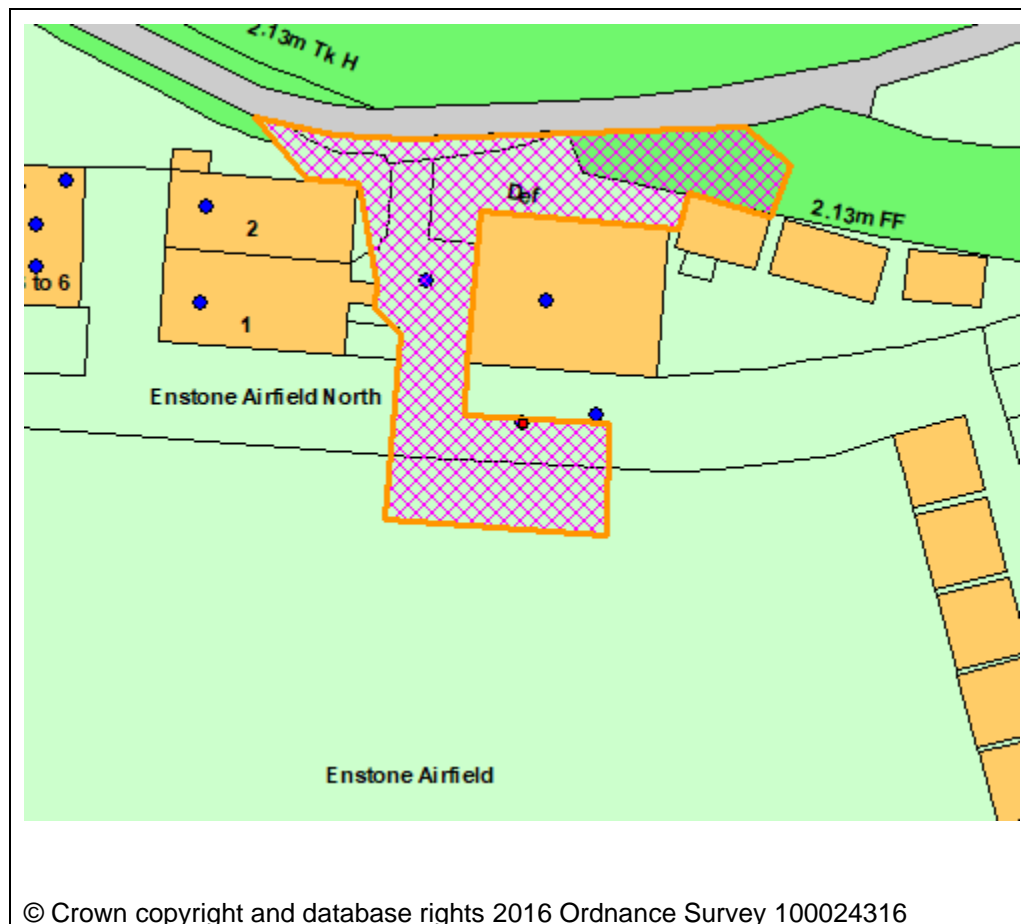 2.13m Tk H
Def
2.13m FF
2
to 6
1
Enstone Airfield North
Enstone Airfield
© Crown copyright and database rights 2016 Ordnance Survey 100024316